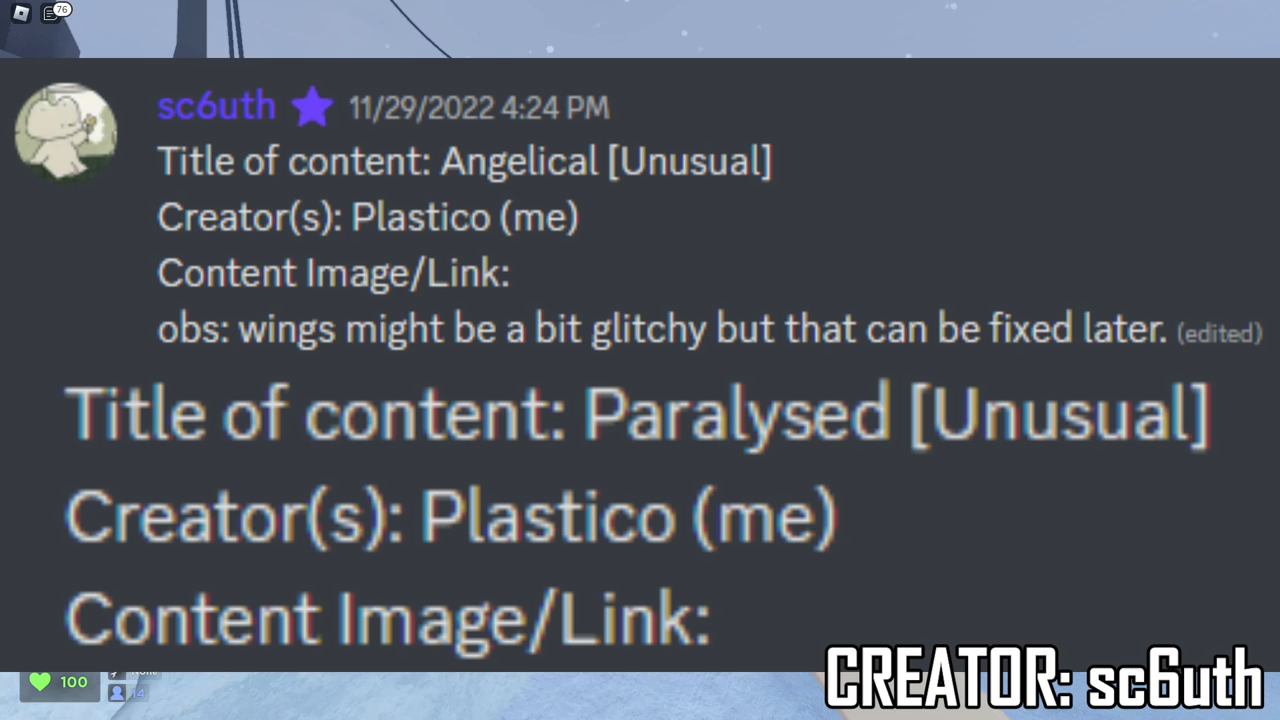 76
sc6uth 11/29/2022 4:24 PM
Title of content: Angelical [Unusual]
Creator(s): Plastico (me)
Content Image/Link:
obs: wings might be a bit glitchy but that can be fixed later. (edited)
Title of content: Paralysed [Unusual]
Creator(s): Plastico (me)
Content Image/Link:
100
14
CREATOR: sc6uth